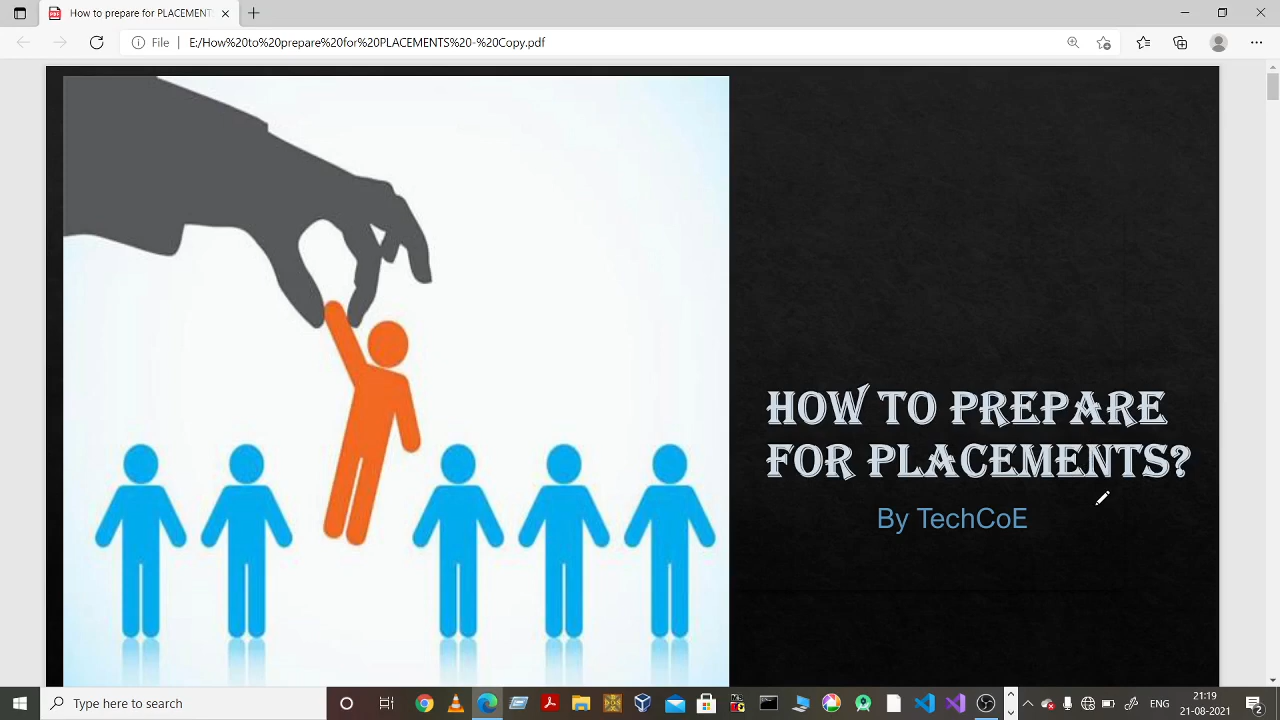 How to prepare for PLACEMENT
File
E:/How%20to%20prepare%20for%20PLACEMENTS%20-%20Copy.pdf
HOW TO PREPARE
FOR PLACEMENTS?
By TechCoE
Type here to search
ENG
21:19
21-08-2021
2